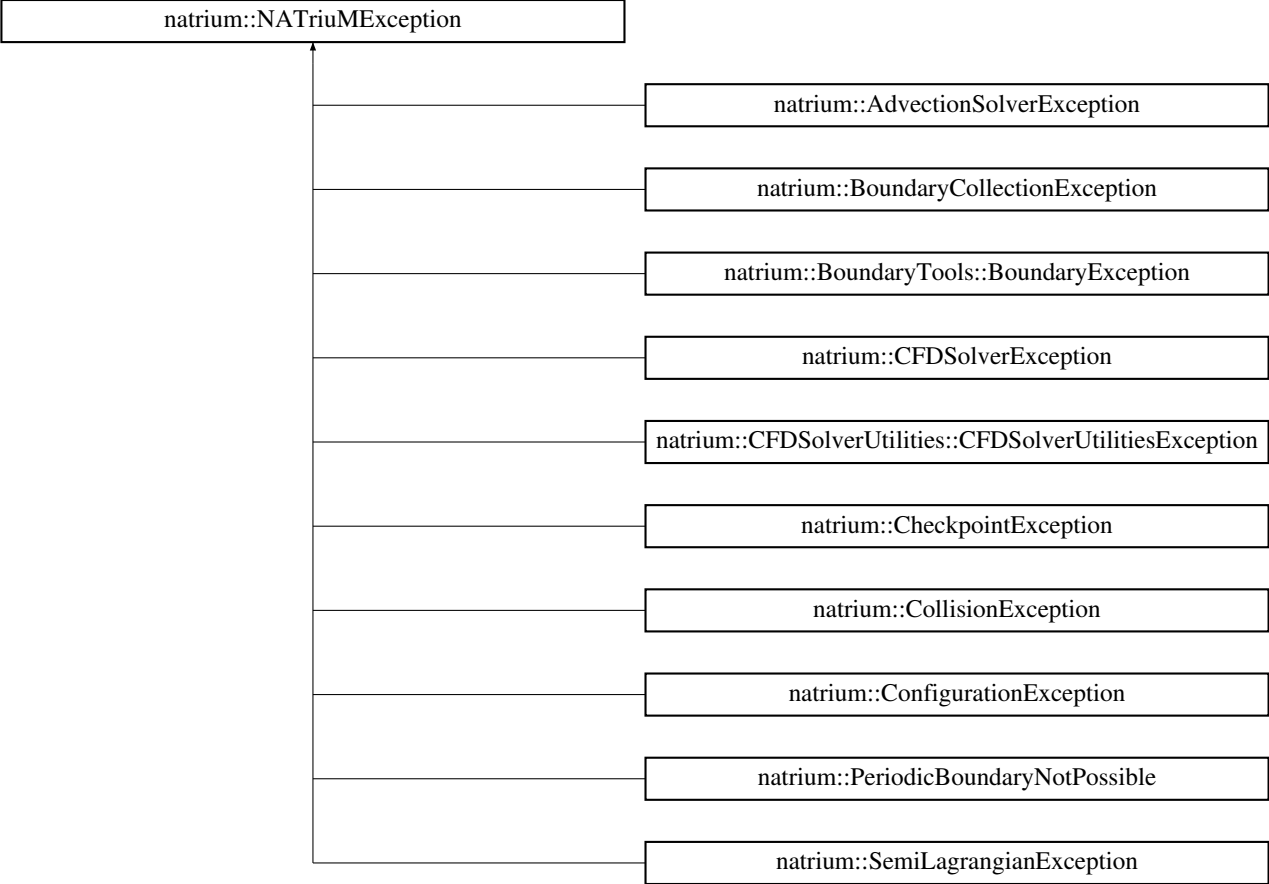 natrium::NATriuMException
natrium::AdvectionSolverException
natrium::BoundaryCollectionException
natrium::BoundaryTools::BoundaryException
natrium::CFDSolverException
natrium::CFDSolverUtilities::CFDSolverUtilitiesException
natrium::CheckpointException
natrium::CollisionException
natrium::ConfigurationException
natrium::PeriodicBoundaryNotPossible
natrium::SemiLagrangianException